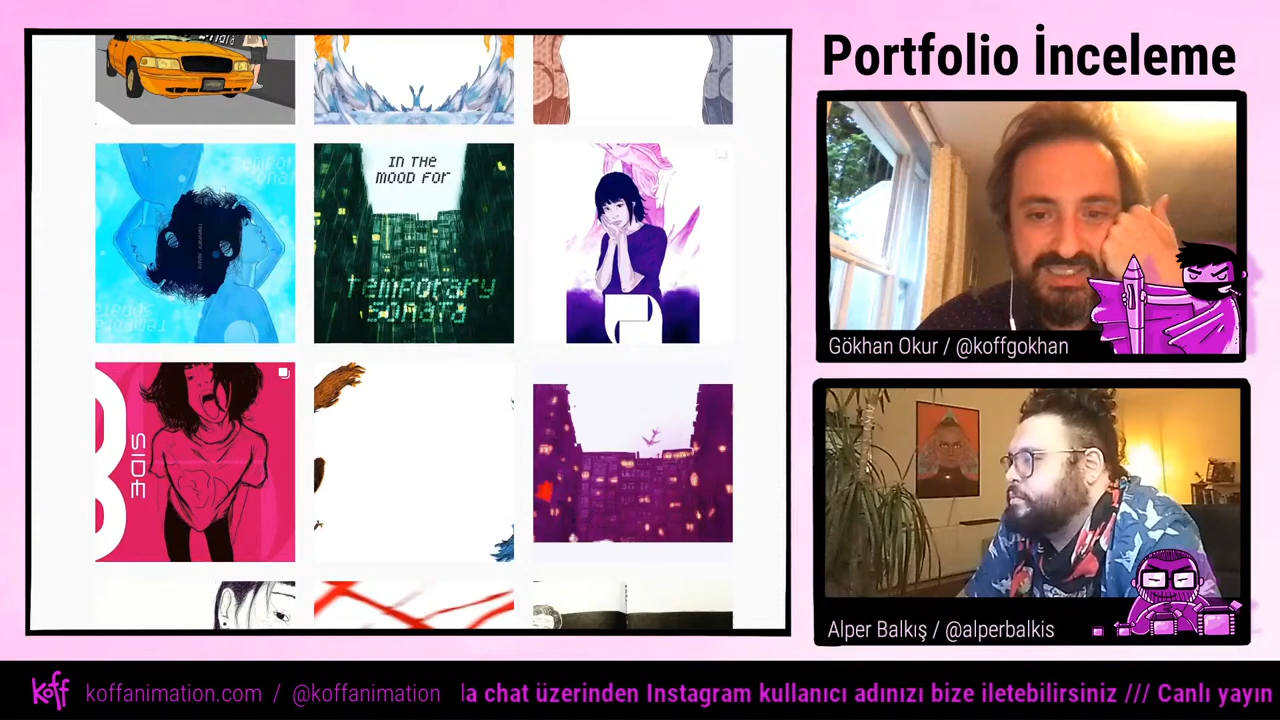 Portfolio İnceleme
IN THE
MOOD FOR
temporary
sonata
SIDE
Gökhan Okur / @koffgokhan
Alper Balkış / @alperbalkis
koff koffanimation.com / @koffanimation la chat üzerinden Instagram kullanıcı adınızı bize iletebilirsiniz /// Canlı yayın